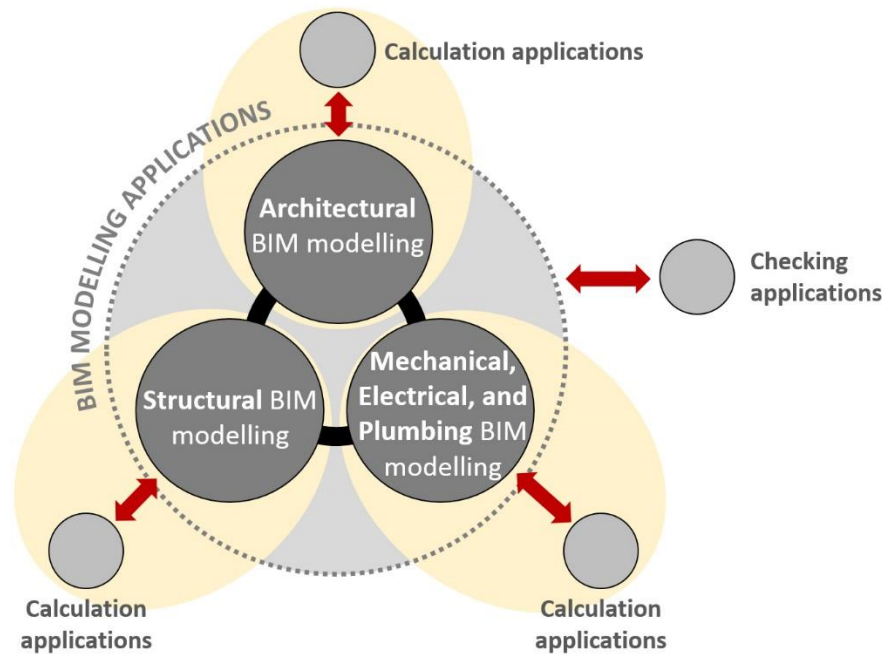 Calculation applications
BIM MODELLING APPLICATIONS
Architectural
BIM modelling
Checking
applications
Structural BIM
modelling
Mechanical,
Electrical, and
Plumbing BIM
modelling
Calculation
applications
Calculation
applications